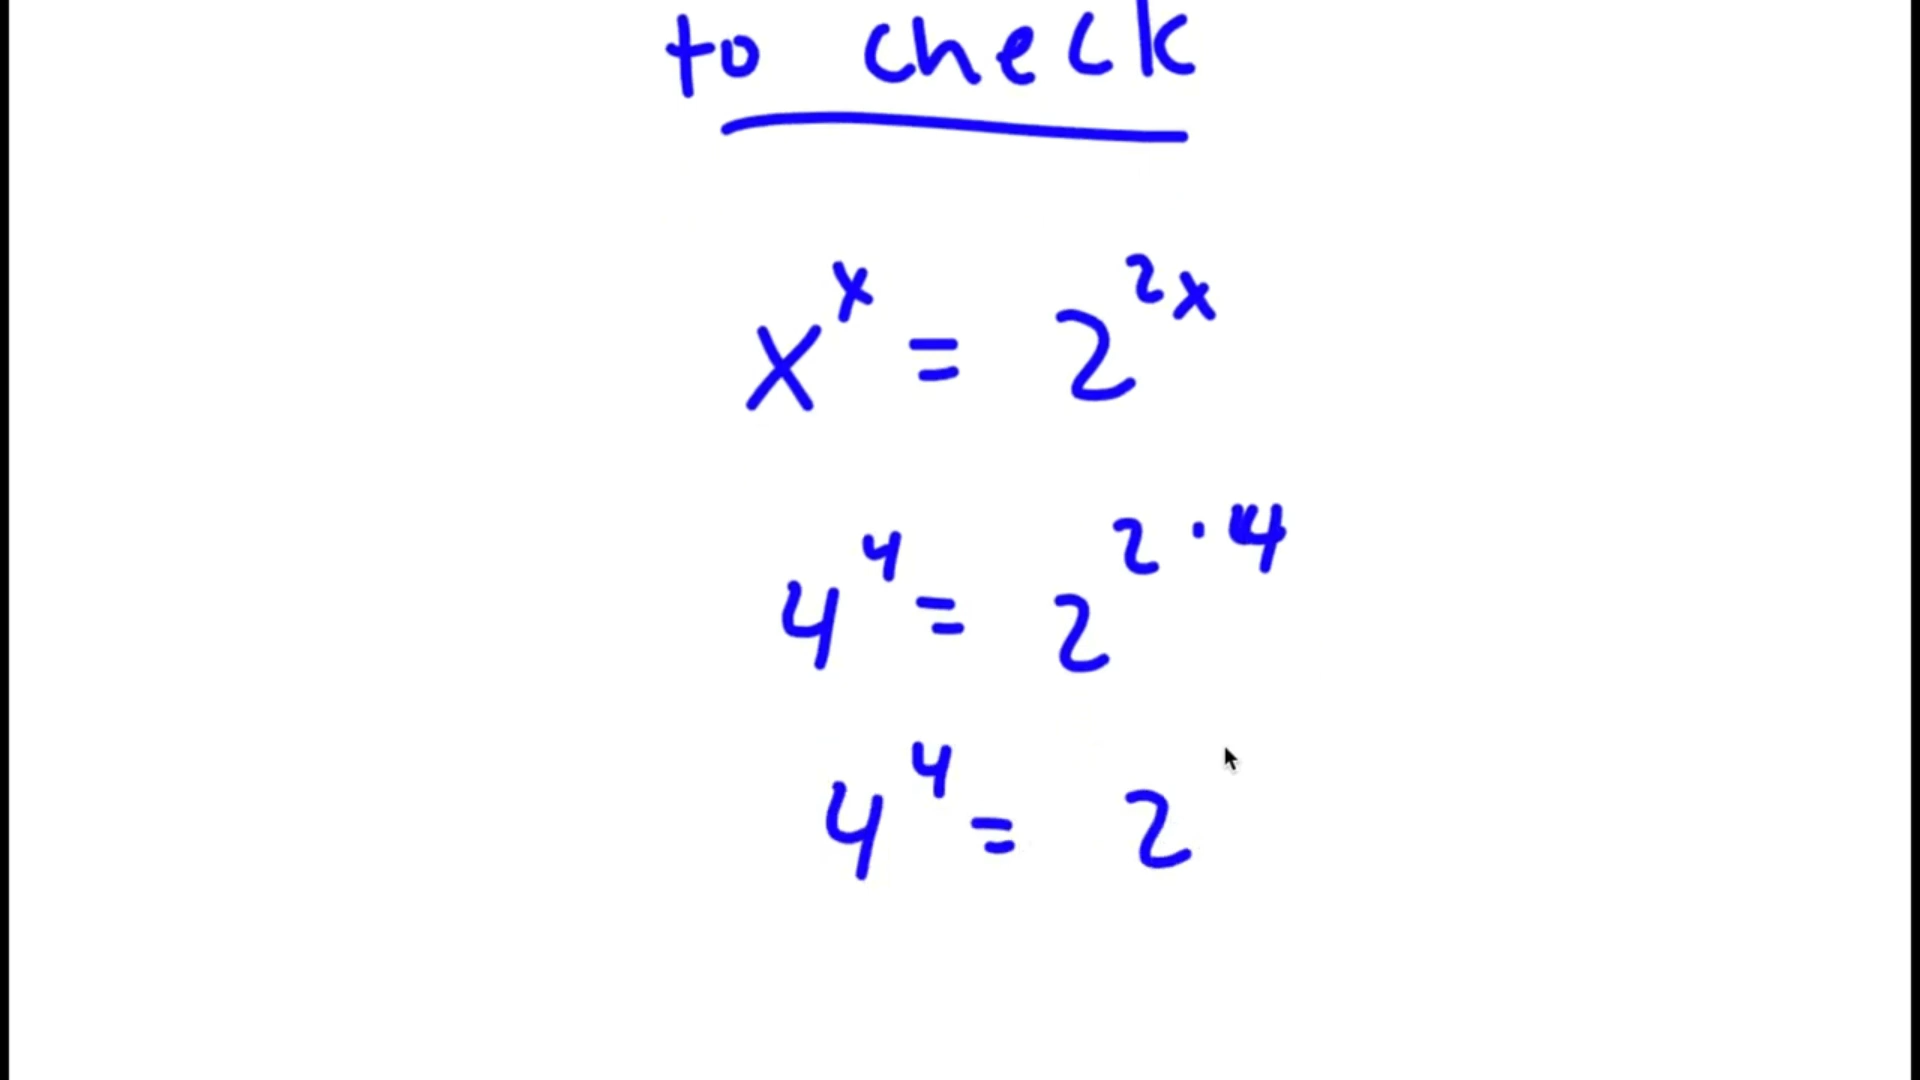 to check
x^x = 2^2x
4^4 = 2^2·4
4^4 = 2